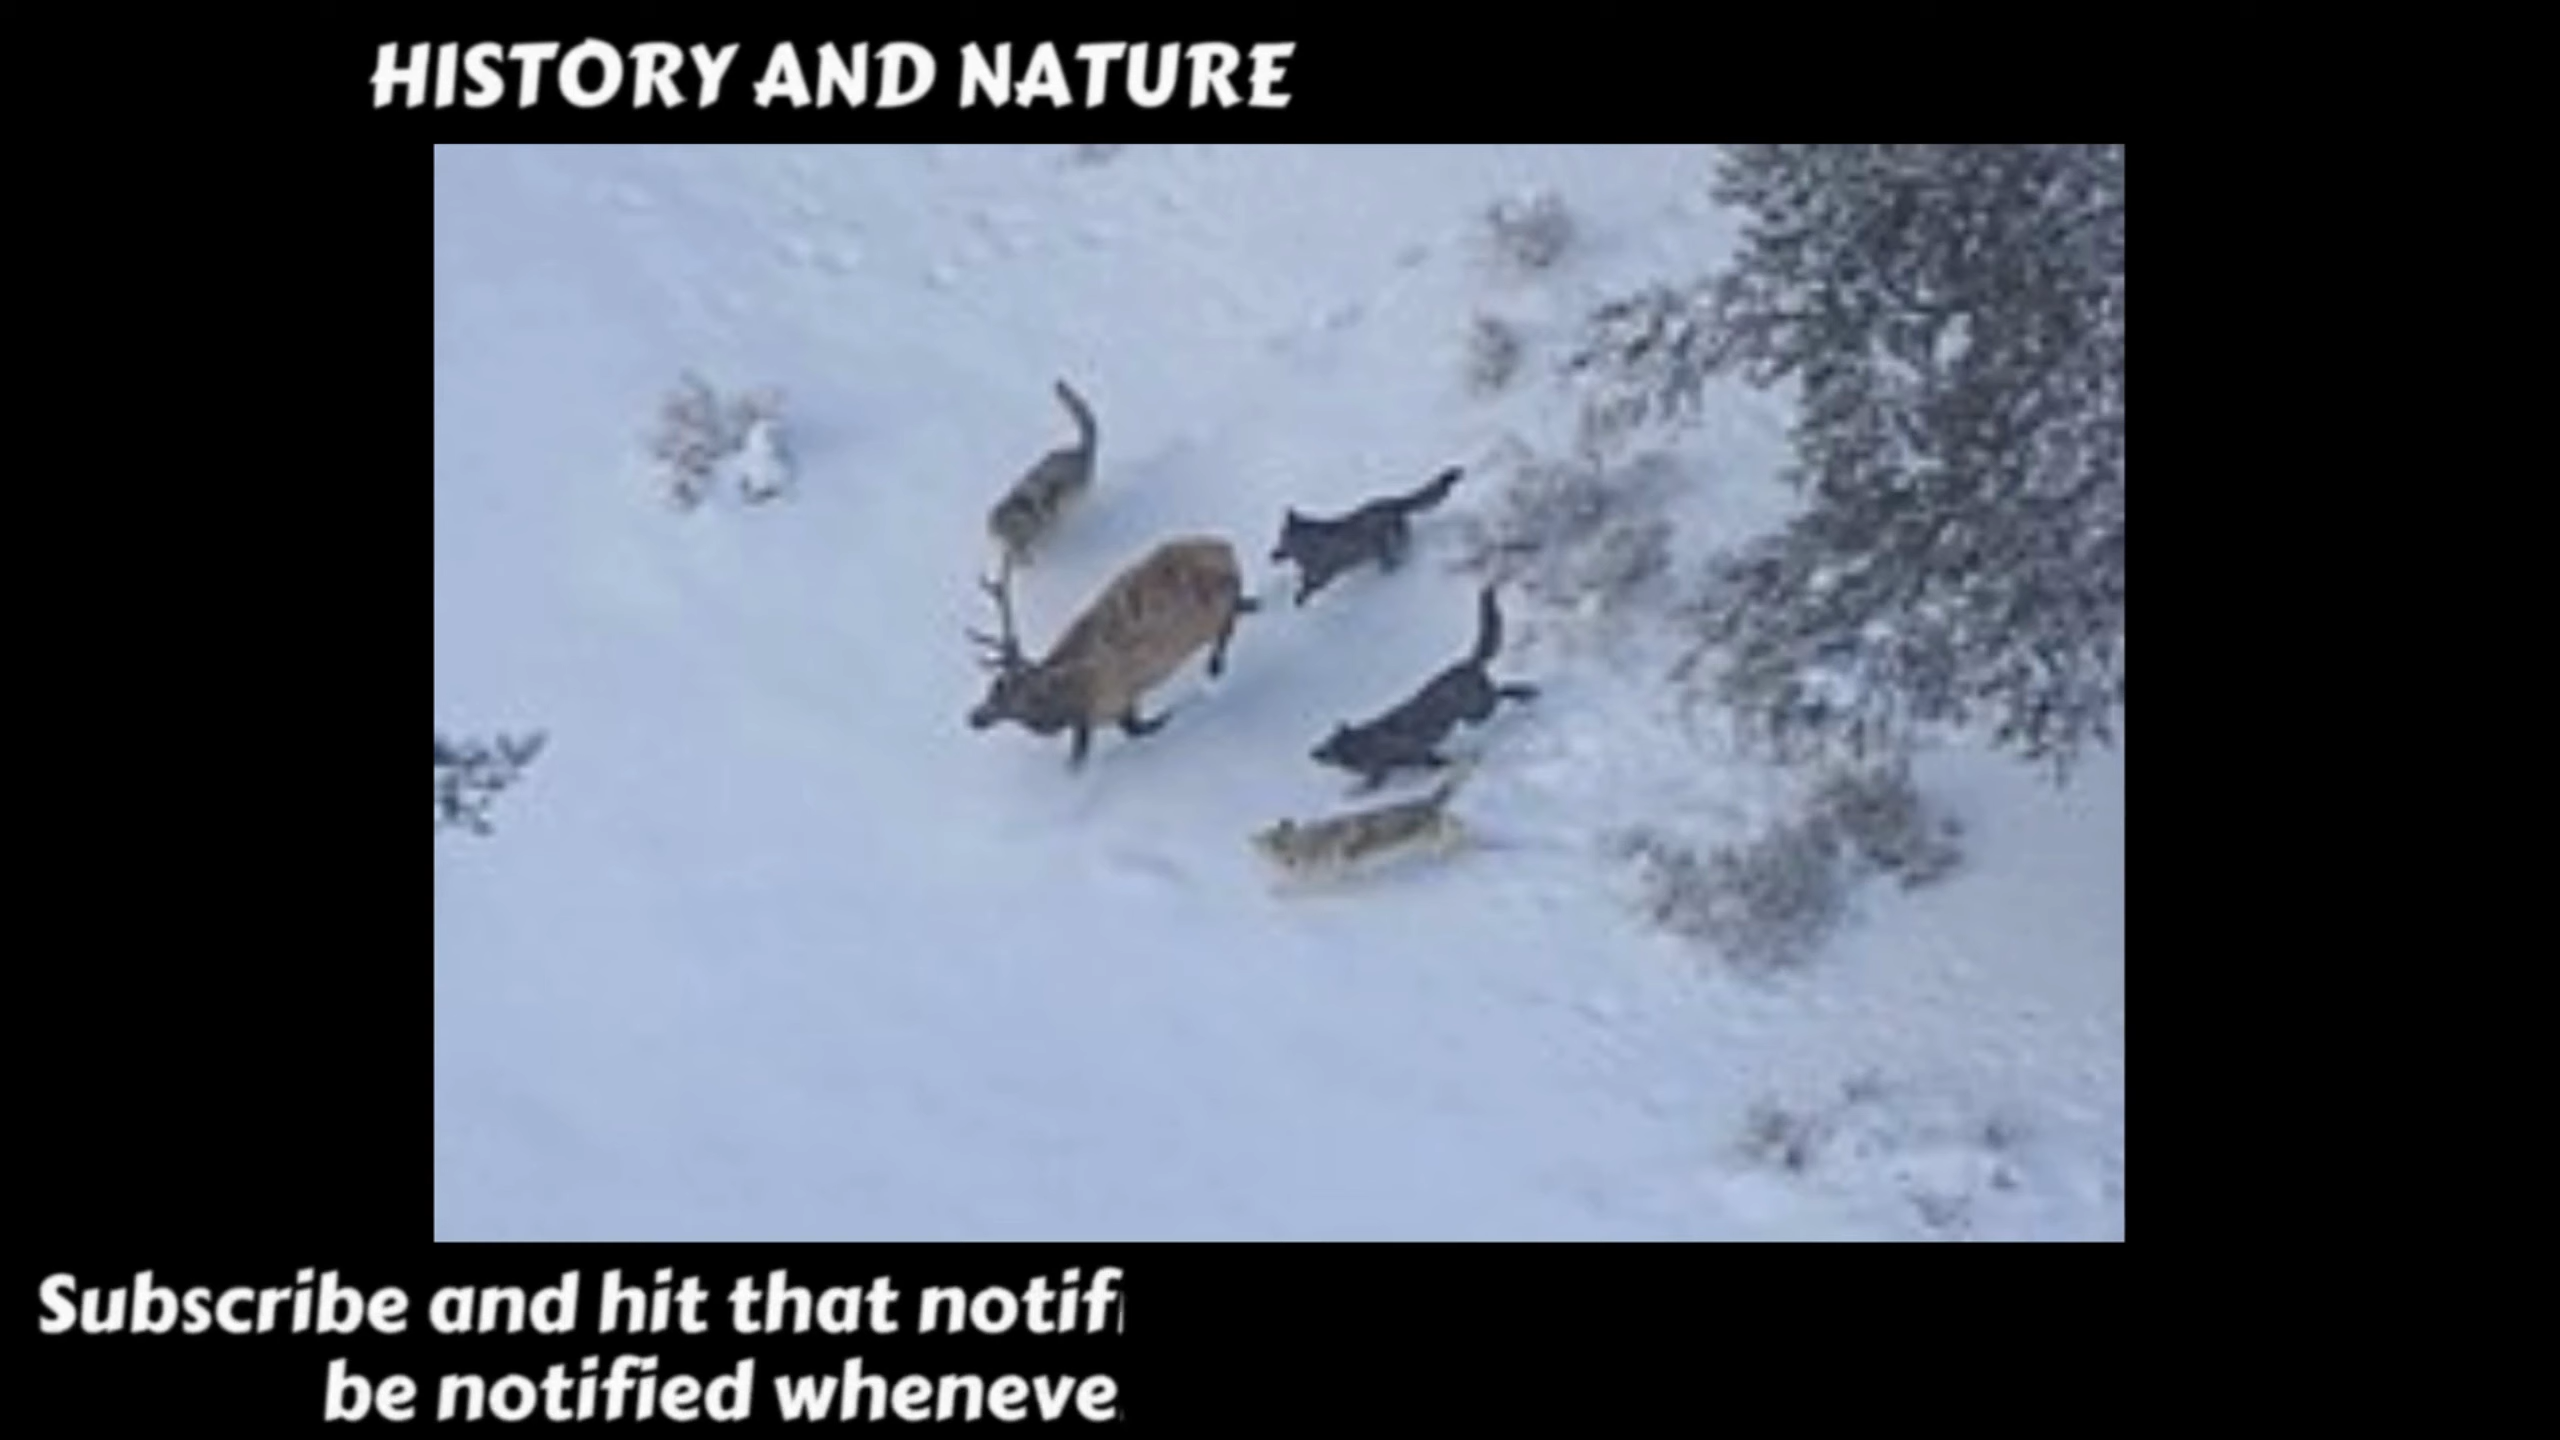 HISTORY AND NATURE
Subscribe and hit that notif
be notified wheneve